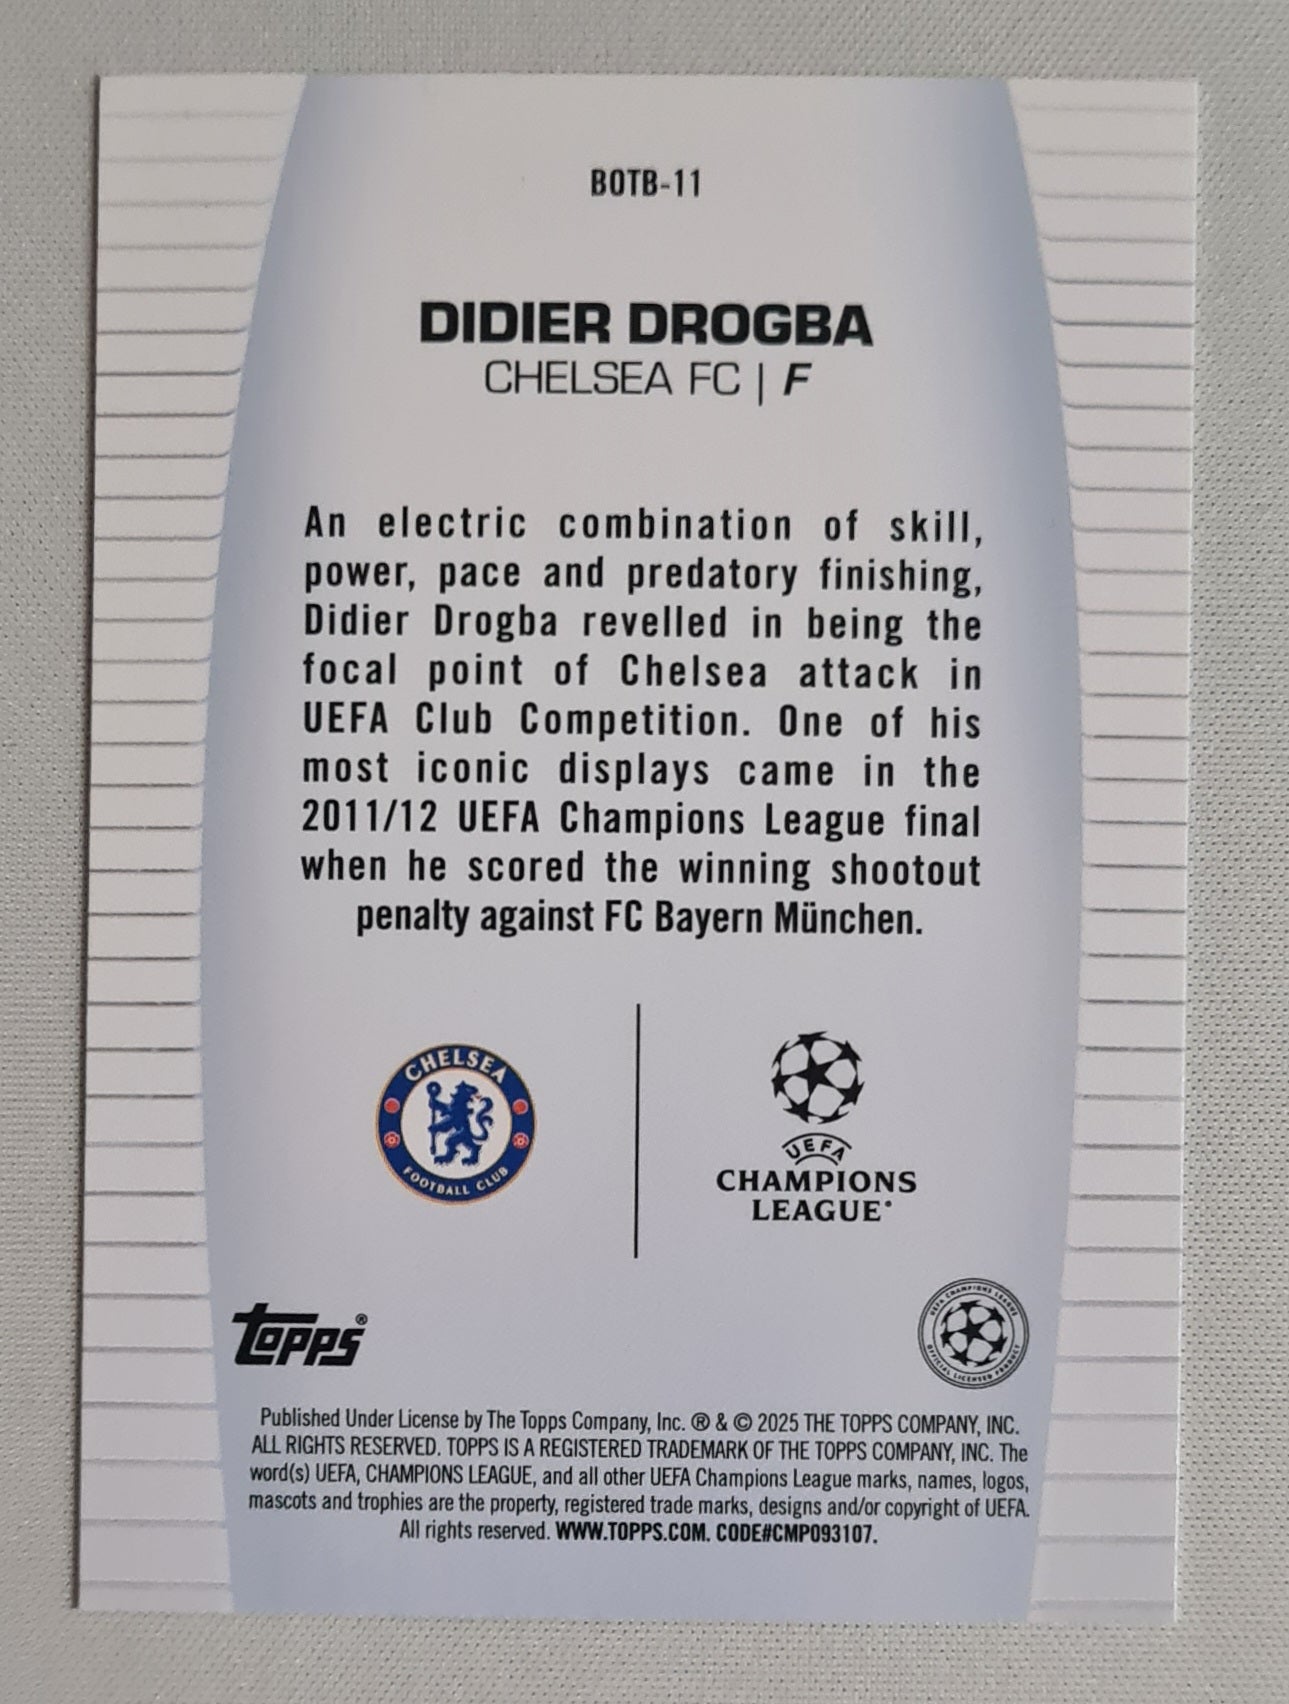 BOTB-11
DIDIER DROGBA
CHELSEA FC | F
An electric combination of skill,
power, pace and predatory finishing,
Didier Drogba revelled in being the
focal point of Chelsea attack in
UEFA Club Competition. One of his
most iconic displays came in the
2011/12 UEFA Champions League final
when he scored the winning shootout
penalty against FC Bayern München.
CHELSEA
FOOTBALL CLUB
UEFA
CHAMPIONS
LEAGUE®
Topps®
UEFA CHAMPIONS LEAGUE
OFFICIAL LICENSED PRODUCT
Published Under License by The Topps Company, Inc. ® & © 2025 THE TOPPS COMPANY, INC.
ALL RIGHTS RESERVED. TOPPS IS A REGISTERED TRADEMARK OF THE TOPPS COMPANY, INC. The
word(s) UEFA, CHAMPIONS LEAGUE, and all other UEFA Champions League marks, names, logos,
mascots and trophies are the property, registered trade marks, designs and/or copyright of UEFA.
All rights reserved. WWW.TOPPS.COM. CODE#CMP093107.